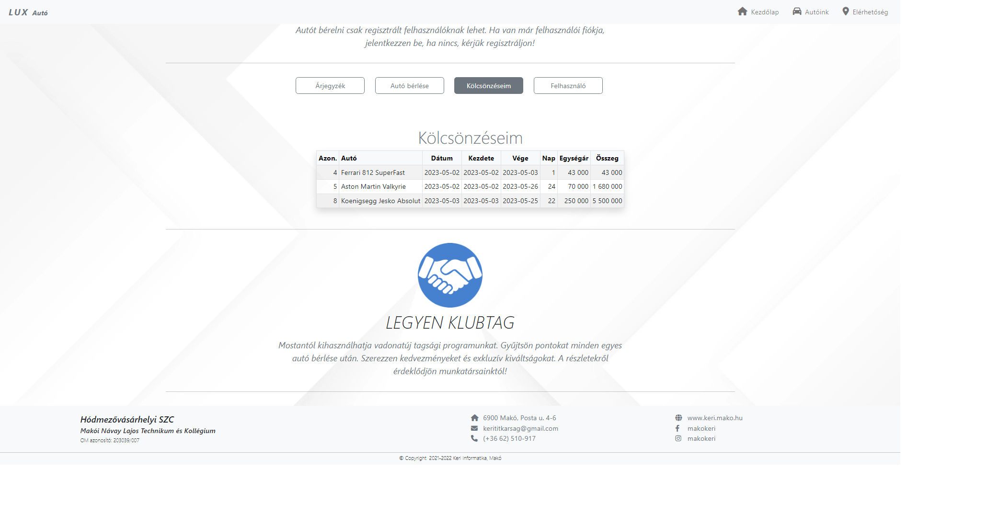 LUX Autó
Kezdőlap Autóink Elérhetőség
Autót bérelni csak regisztrált felhasználóknak lehet. Ha van már felhasználói fiókja,
jelentkezzen be, ha nincs, kérjük regisztráljon!
Árjegyzék Autó bérlése Kölcsönzéseim Felhasználó
Kölcsönzéseim
Azon. Autó Dátum Kezdete Vége Nap Egységár Összeg
4 Ferrari 812 SuperFast 2023-05-02 2023-05-02 2023-05-03 1 43 000 43 000
5 Aston Martin Valkyrie 2023-05-02 2023-05-02 2023-05-26 24 70 000 1 680 000
8 Koenigsegg Jesko Absolut 2023-05-03 2023-05-03 2023-05-25 22 250 000 5 500 000
LEGYEN KLUBTAG
Mostantól kihasználhatja vadonatúj tagsági programunkat. Gyűjtsön pontokat minden egyes
autó bérlése után. Szerezzen kedvezményeket és exkluzív kiváltságokat. A részletekről
érdeklődjön munkatársainktól!
Hódmezővásárhelyi SZC
Makói Návay Lajos Technikum és Kollégium
OM azonosító: 203039/007
6900 Makó, Posta u. 4-6
kerititkarsag@gmail.com
(+36 62) 510-917
www.keri.mako.hu
makokeri
makokeri
© Copyright 2021-2022 Keri Informatika, Makó